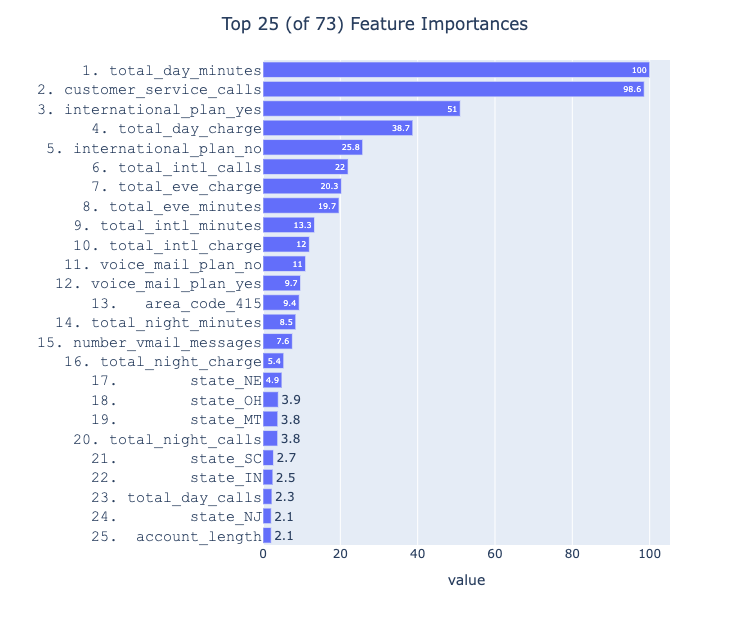 Top 25 (of 73) Feature Importances
1. total_day_minutes 100
2. customer_service_calls 98.6
3. international_plan_yes 51
4. total_day_charge 38.7
5. international_plan_no 25.8
6. total_intl_calls 22
7. total_eve_charge 20.3
8. total_eve_minutes 19.7
9. total_intl_minutes 13.3
10. total_intl_charge 12
11. voice_mail_plan_no 11
12. voice_mail_plan_yes 9.7
13. area_code_415 9.4
14. total_night_minutes 8.5
15. number_vmail_messages 7.6
16. total_night_charge 5.4
17. state_NE 4.9
18. state_OH 3.9
19. state_MT 3.8
20. total_night_calls 3.8
21. state_SC 2.7
22. state_IN 2.5
23. total_day_calls 2.3
24. state_NJ 2.1
25. account_length 2.1
0 20 40 60 80 100
value